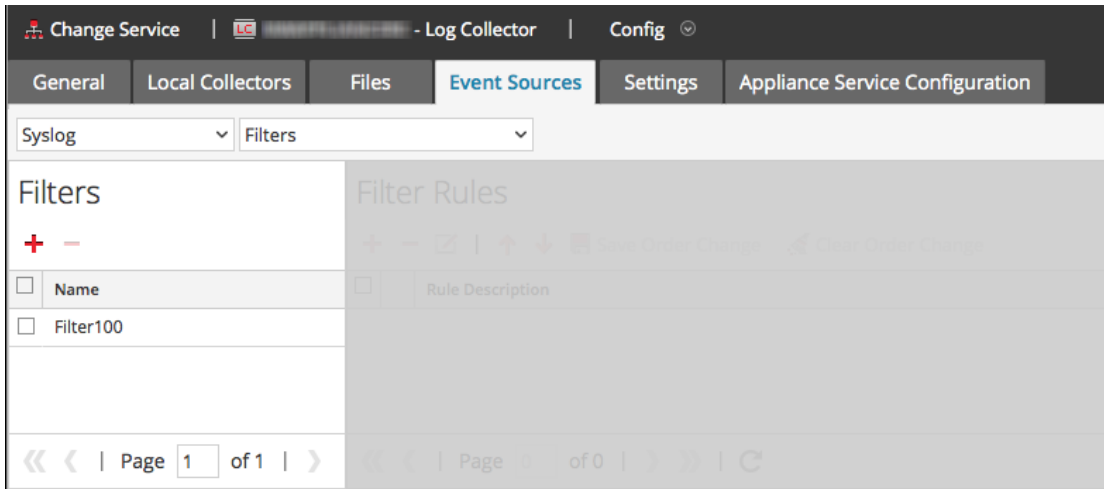 Change Service | LC - Log Collector | Config
General Local Collectors Files Event Sources Settings Appliance Service Configuration
Syslog Filters
Filters Filter Rules
Save Order Change Clear Order Change
Name Rule Description
Filter100
Page 1 of 1 | Page 0 of 0